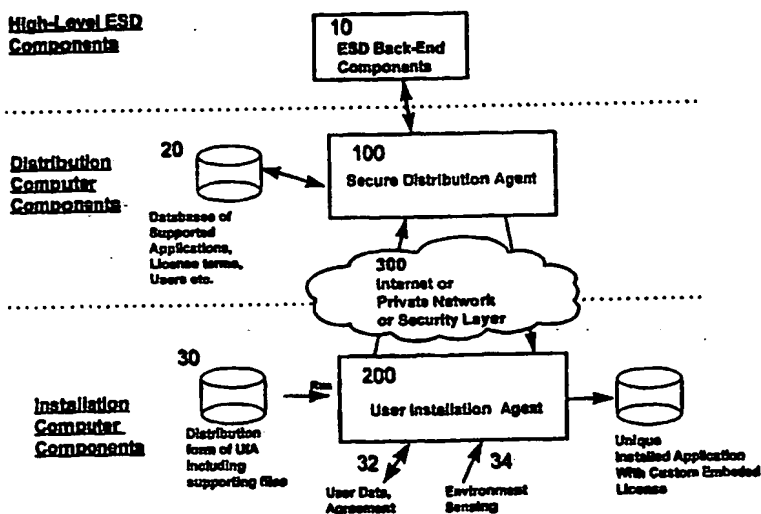 High-Level ESD
Components
10
ESD Back-End
Components
20
100
Secure Distribution Agent
Distribution
Computer
Components
Databases of
Supported
Applications,
License terms,
Users etc.
300
Internet or
Private Network
or Security Layer
30
Run
200
User Installation Agent
Installation
Computer
Components
Distribution
form of UIA
including
supporting files
32
34
User Data,
Agreement
Environment
Sensing
Unique
Installed Application
With Custom Embeded
License